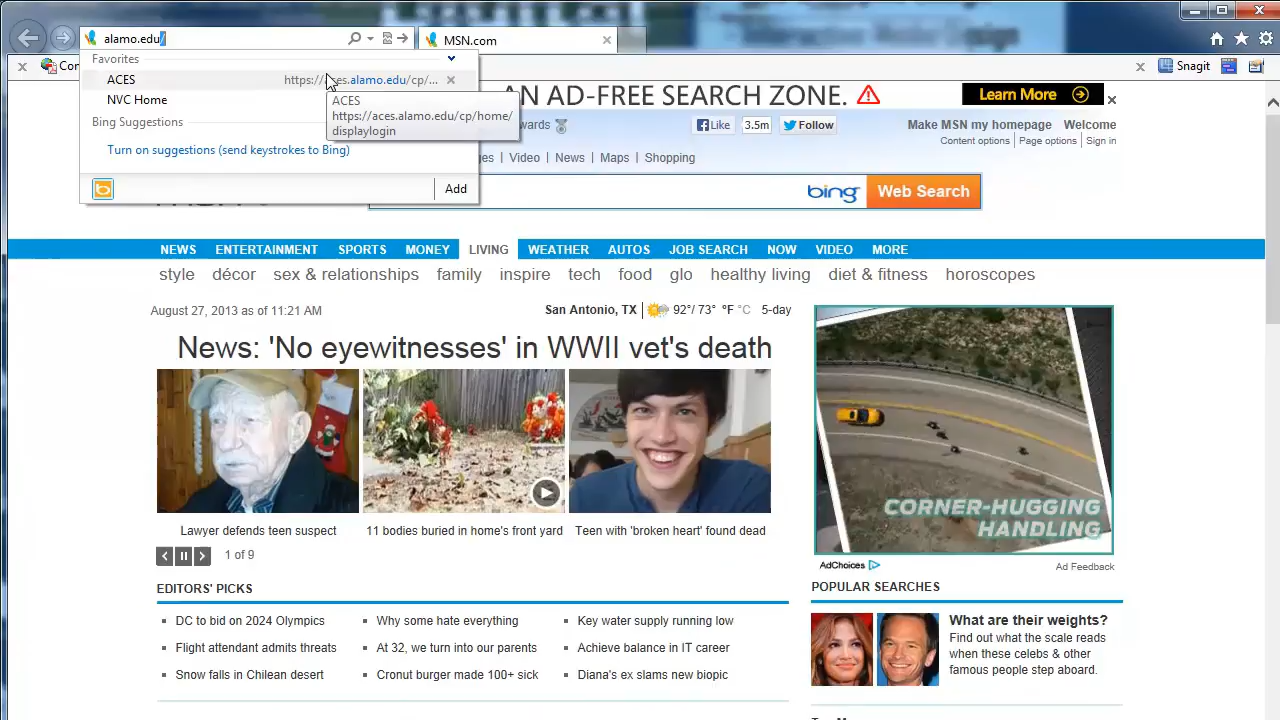 alamo.edu/
MSN.com
Favorites
ACES https://aces.alamo.edu/cp/...
NVC Home
ACES
https://aces.alamo.edu/cp/home/
displaylogin
Bing Suggestions
Turn on suggestions (send keystrokes to Bing)
Add
Snagit
AN AD-FREE SEARCH ZONE.
Learn More
Like 3.5m Follow
Make MSN my homepage Welcome
Content options | Page options | Sign in
Video | News | Maps | Shopping
bing Web Search
NEWS ENTERTAINMENT SPORTS MONEY LIVING WEATHER AUTOS JOB SEARCH NOW VIDEO MORE
style décor sex & relationships family inspire tech food glo healthy living diet & fitness horoscopes
August 27, 2013 as of 11:21 AM
San Antonio, TX 92°/ 73° °F °C 5-day
News: 'No eyewitnesses' in WWII vet's death
Lawyer defends teen suspect
11 bodies buried in home's front yard
Teen with 'broken heart' found dead
1 of 9
CORNER-HUGGING
HANDLING
AdChoices
Ad Feedback
EDITORS' PICKS
DC to bid on 2024 Olympics
Flight attendant admits threats
Snow falls in Chilean desert
Why some hate everything
At 32, we turn into our parents
Cronut burger made 100+ sick
Key water supply running low
Achieve balance in IT career
Diana's ex slams new biopic
POPULAR SEARCHES
What are their weights?
Find out what the scale reads
when these celebs & other
famous people step aboard.